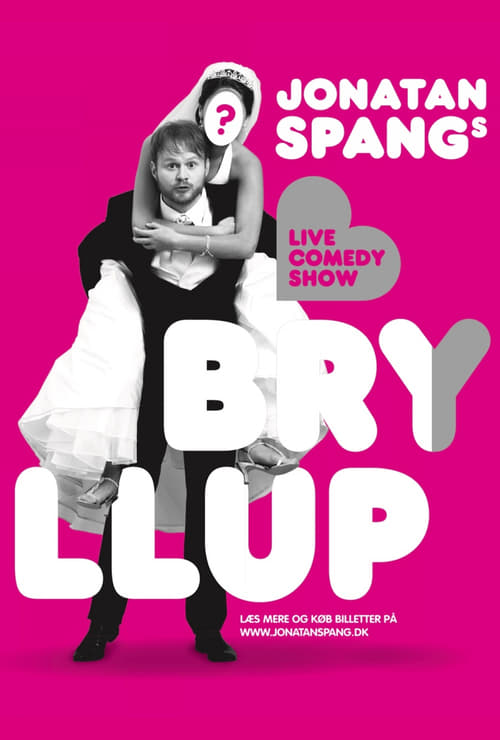 ?
JONATAN
SPANGS
LIVE
COMEDY
SHOW
BRY
LLUP
LÆS MERE OG KØB BILLETTER PÅ
WWW.JONATANSPANG.DK